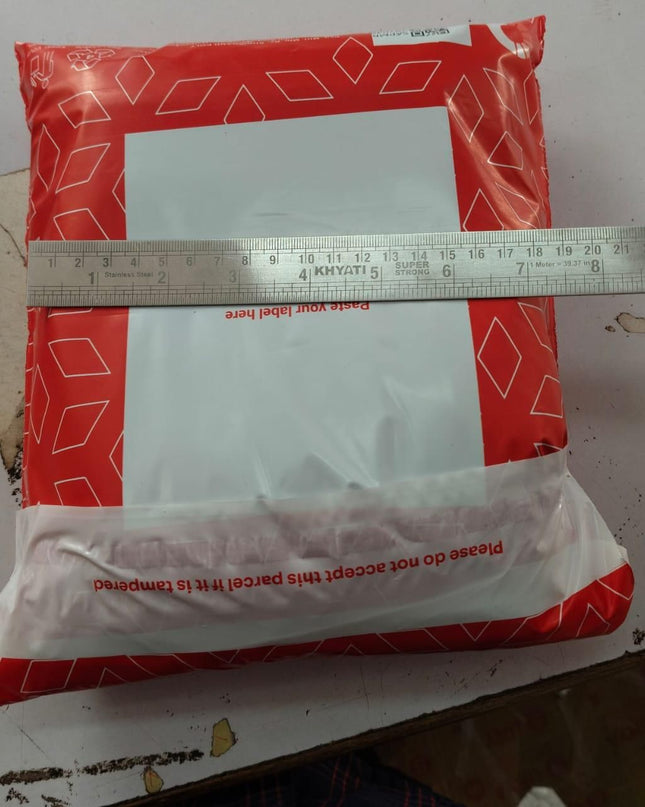 1 2 3 4 5 6 7 8 9 10 11 12 13 14 15 16 17 18 19 20 21
1 Stainless Steel 2 3 4 KHYATI 5 SUPER STRONG 6 7 1 Meter = 39.37 in 8
Paste your label here
Please do not accept this parcel if it is tampered